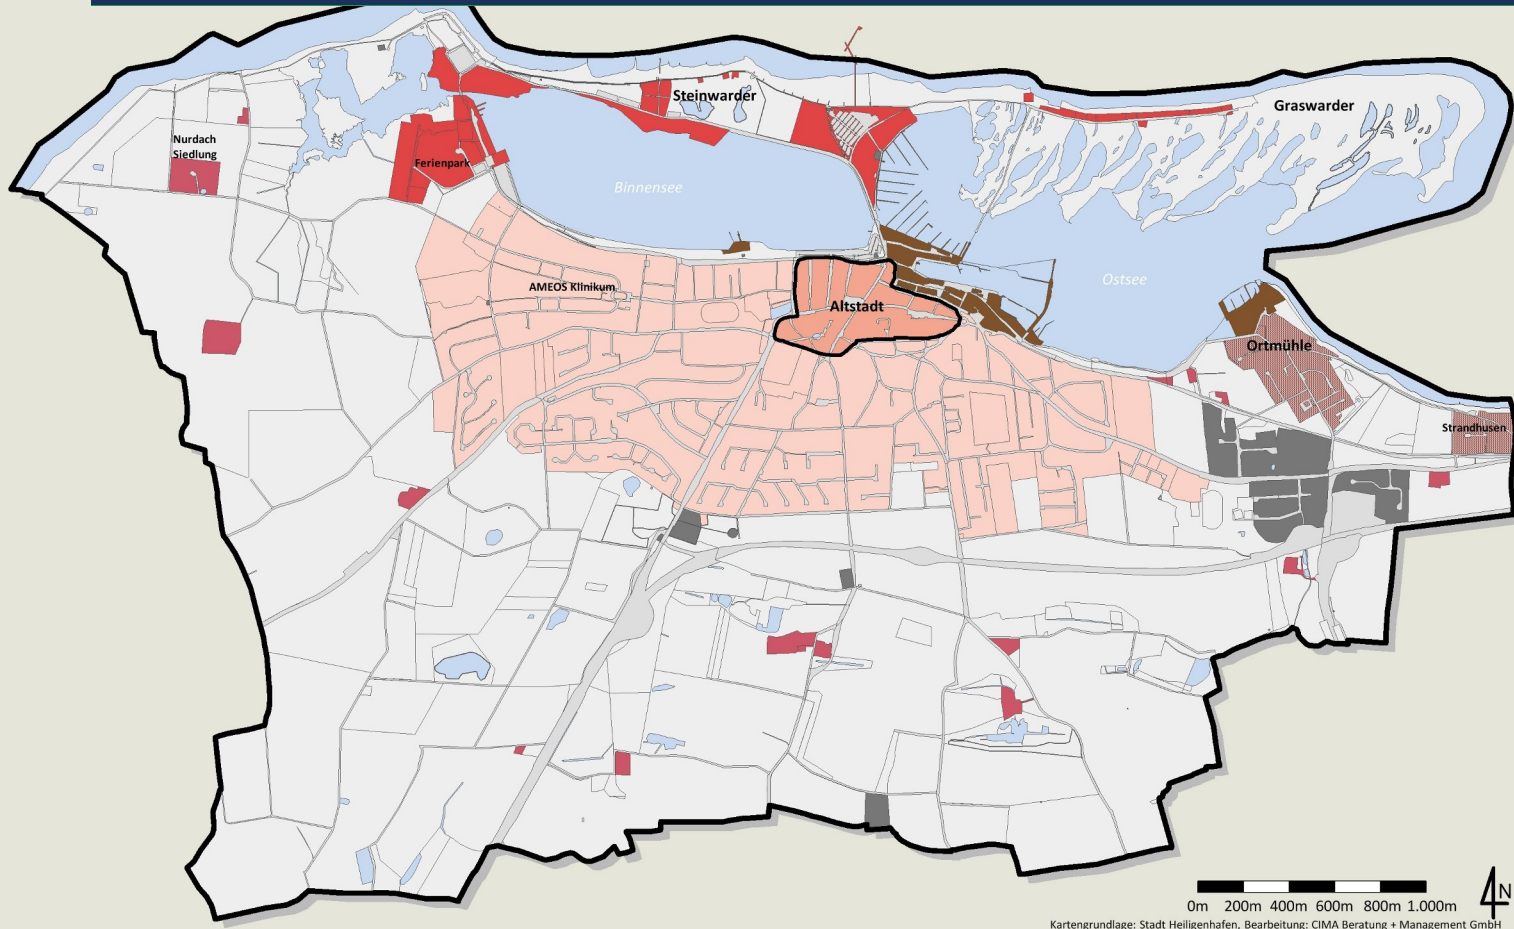 Steinwarder
Graswarder
Nurdach
Siedlung
Ferienpark
Binnensee
Ostsee
AMEOS Klinikum
Altstadt
Ortmühle
Strandhusen
N
0m 200m 400m 600m 800m 1.000m
Kartengrundlage: Stadt Heiligenhafen, Bearbeitung: CIMA Beratung + Management GmbH